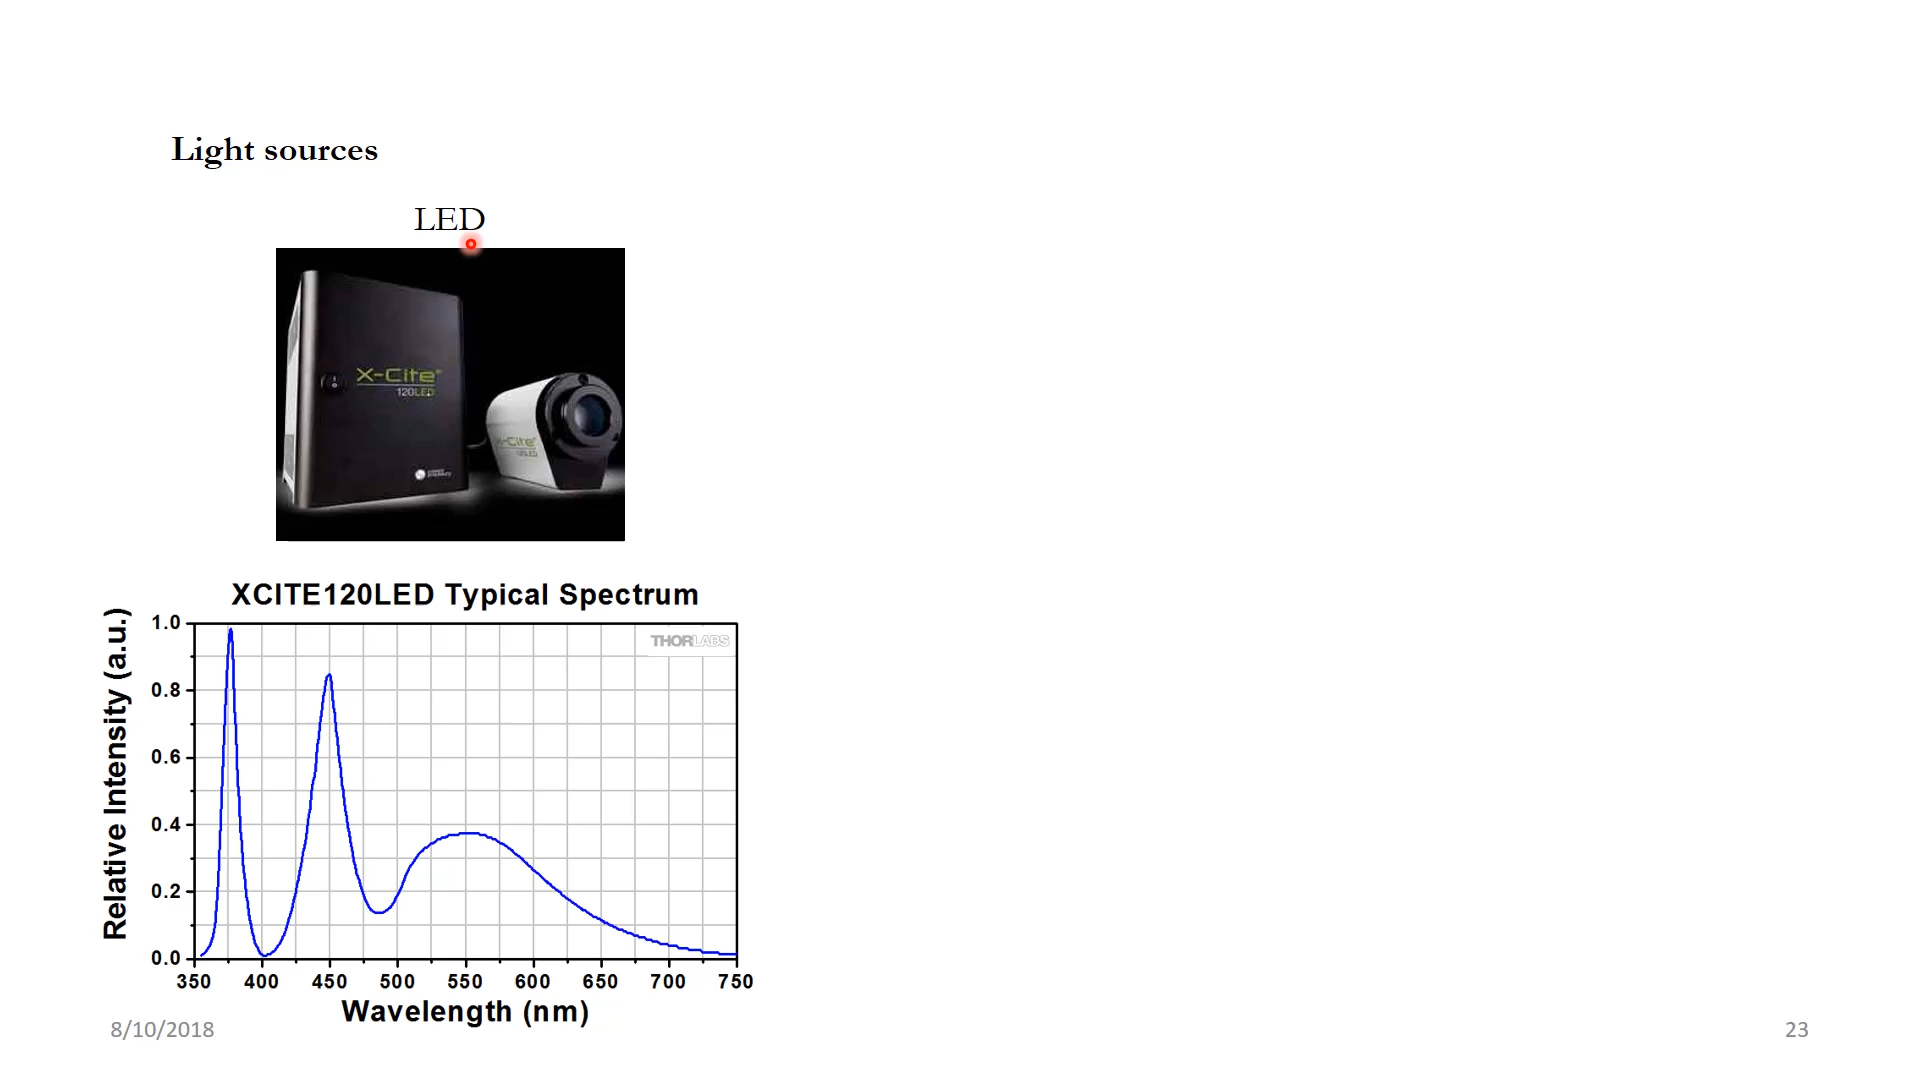 Light sources
LED
X-Cite®
120LED
X-Cite®
120LED
XCITE120LED Typical Spectrum
THORLABS
Relative Intensity (a.u.)
1.0
0.8
0.6
0.4
0.2
0.0
350 400 450 500 550 600 650 700 750
Wavelength (nm)
8/10/2018
23